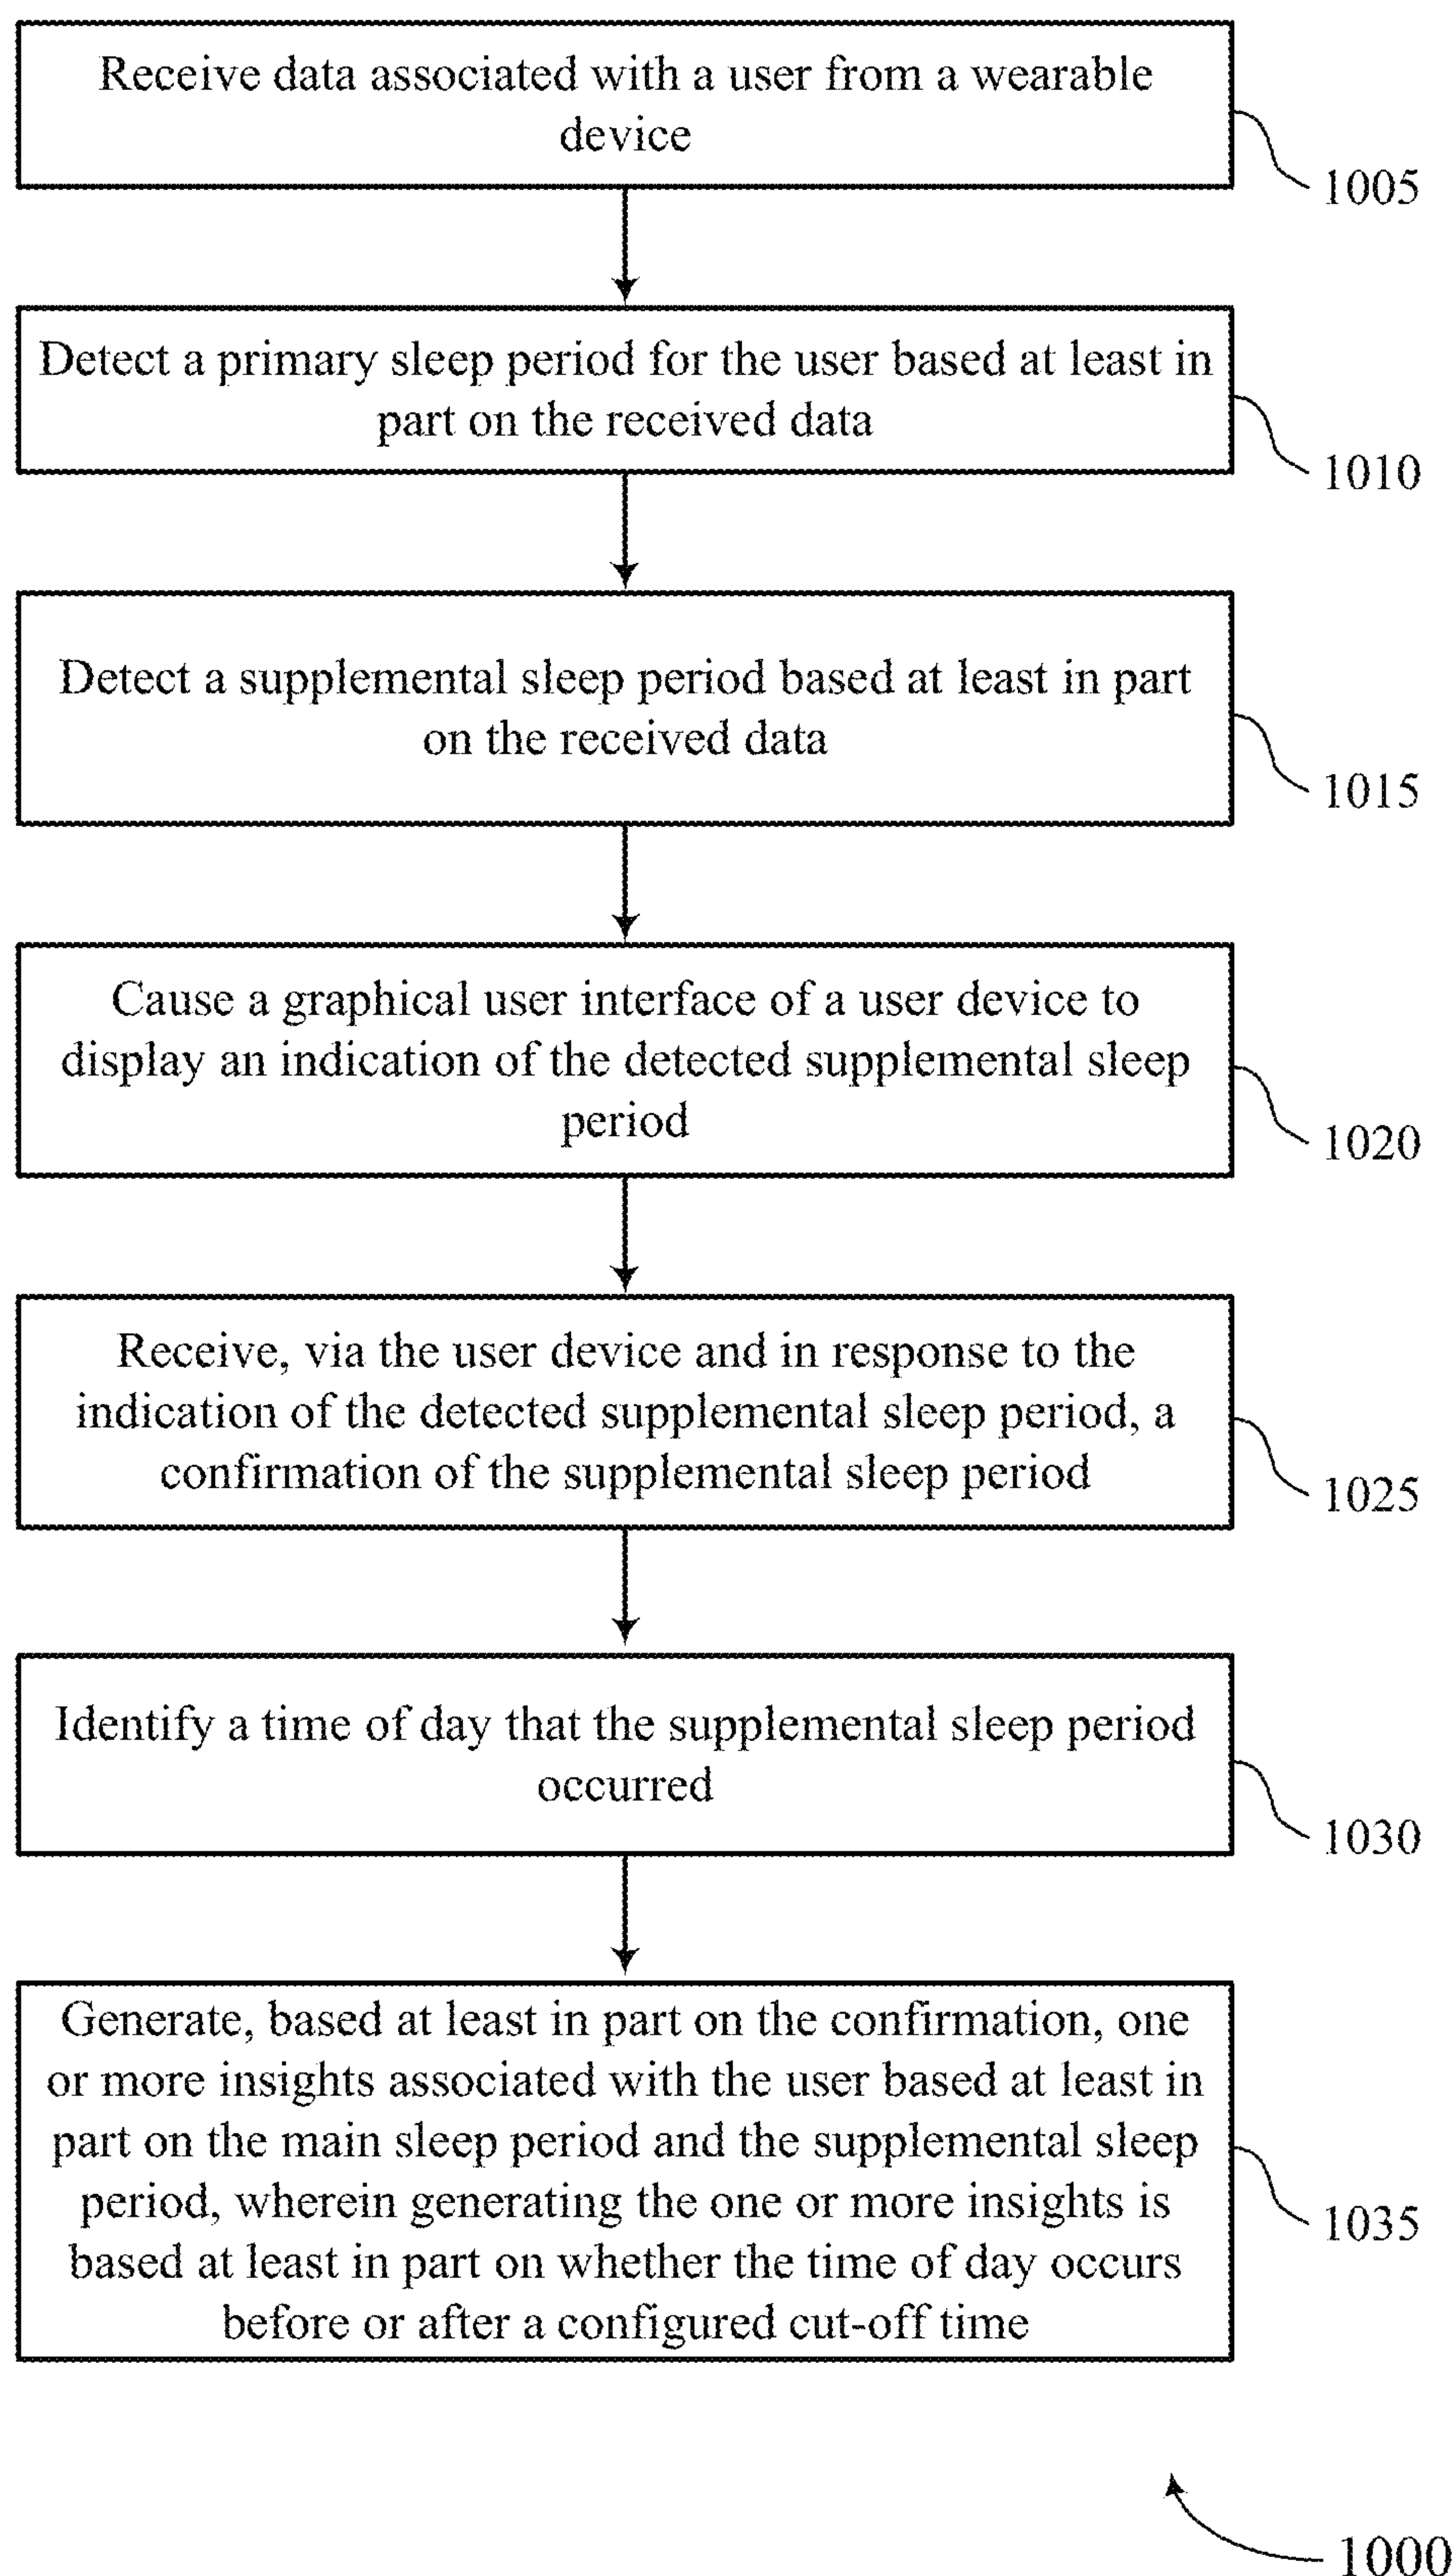 Receive data associated with a user from a wearable
device
1005
Detect a primary sleep period for the user based at least in
part on the received data
1010
Detect a supplemental sleep period based at least in part
on the received data
1015
Cause a graphical user interface of a user device to
display an indication of the detected supplemental sleep
period
1020
Receive, via the user device and in response to the
indication of the detected supplemental sleep period, a
confirmation of the supplemental sleep period
1025
Identify a time of day that the supplemental sleep period
occurred
1030
Generate, based at least in part on the confirmation, one
or more insights associated with the user based at least in
part on the main sleep period and the supplemental sleep
period, wherein generating the one or more insights is
based at least in part on whether the time of day occurs
before or after a configured cut-off time
1035
1000